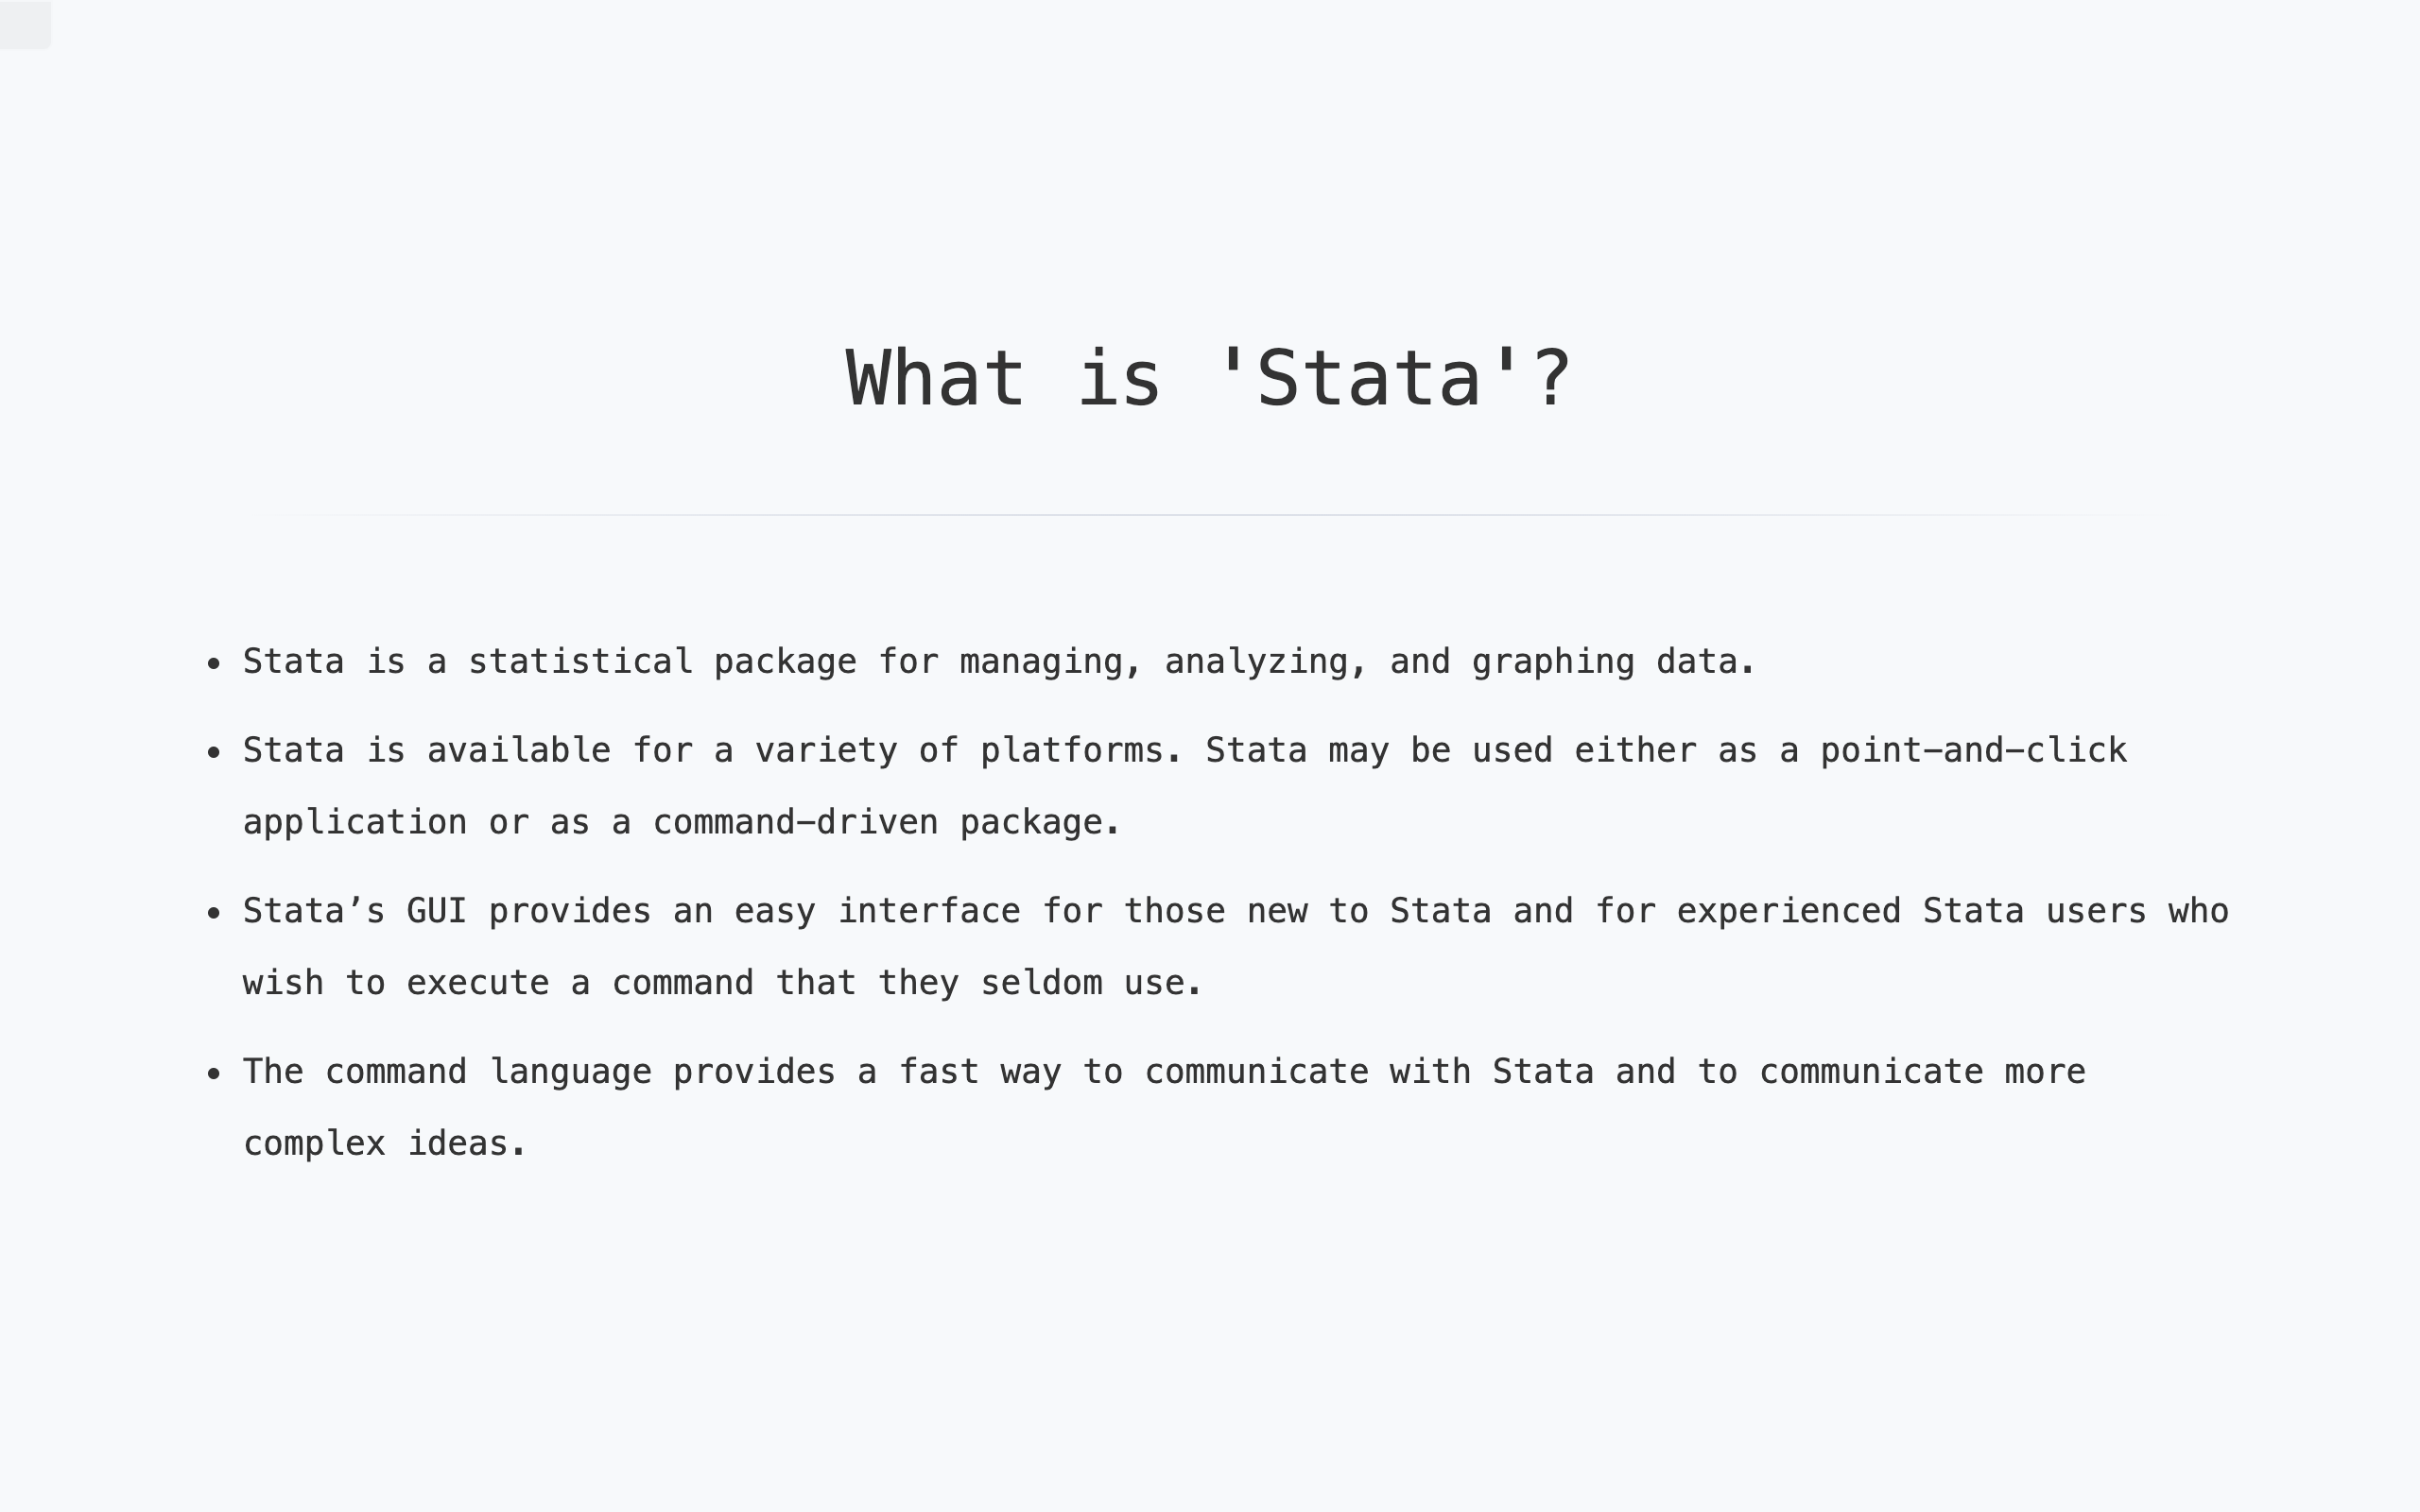 What is 'Stata'?
• Stata is a statistical package for managing, analyzing, and graphing data.
• Stata is available for a variety of platforms. Stata may be used either as a point-and-click
application or as a command-driven package.
• Stata’s GUI provides an easy interface for those new to Stata and for experienced Stata users who
wish to execute a command that they seldom use.
• The command language provides a fast way to communicate with Stata and to communicate more
complex ideas.